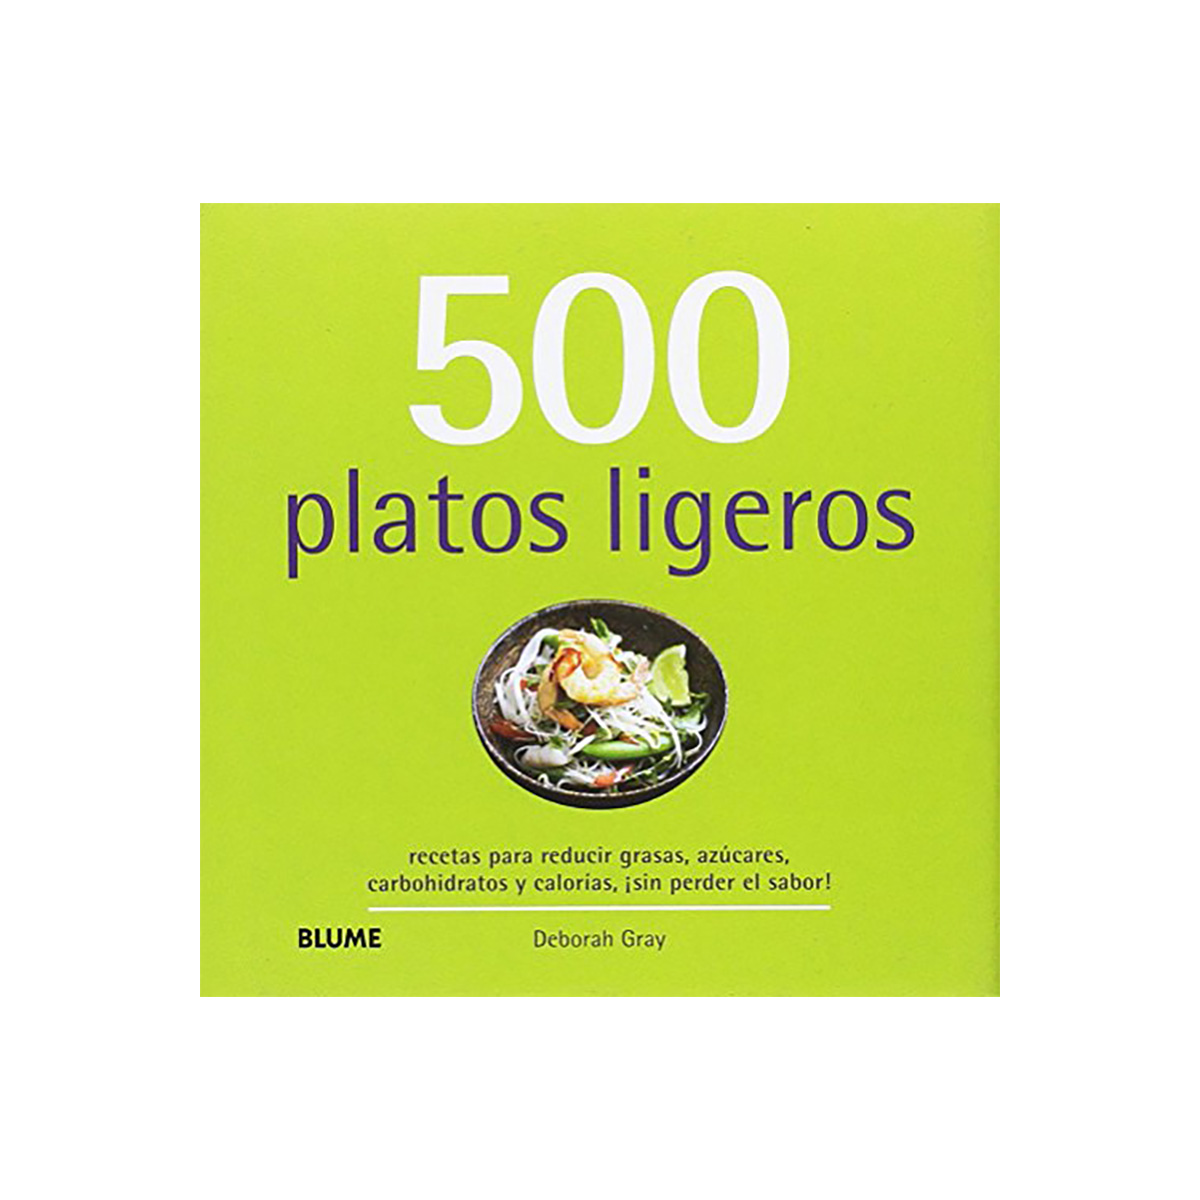 500
platos ligeros
recetas para reducir grasas, azúcares,
carbohidratos y calorías, ¡sin perder el sabor!
BLUME
Deborah Gray